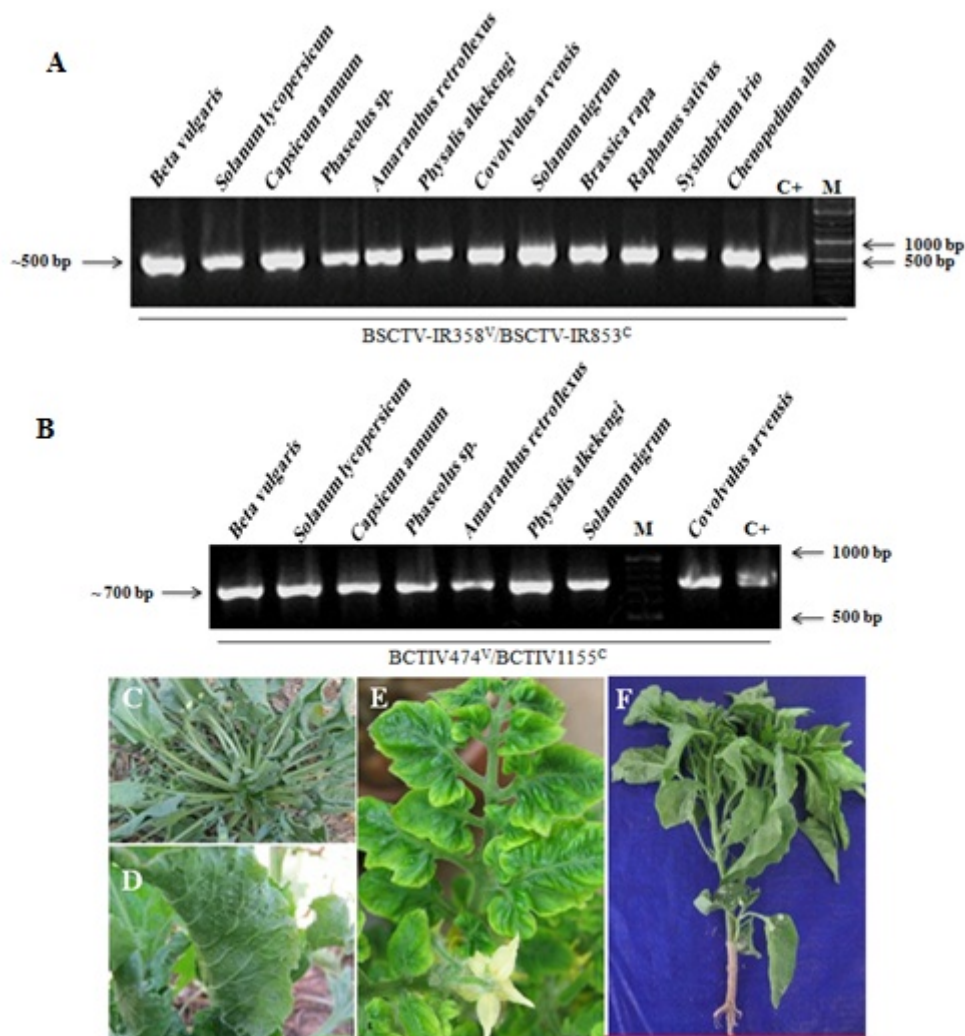 A
Beta vulgaris
Solanum lycopersicum
Capsicum annuum
Phaseolus sp.
Amaranthus retroflexus
Physalis alkekengi
Covolvulus arvensis
Solanum nigrum
Brassica rapa
Raphanus sativus
Sysimbrium irio
Chenopodium album
C+
M
~500 bp
1000 bp
500 bp
BSCTV-IR358V/BSCTV-IR853C
B
Beta vulgaris
Solanum lycopersicum
Capsicum annuum
Phaseolus sp.
Amaranthus retroflexus
Physalis alkekengi
Solanum nigrum
M
Covolvulus arvensis
C+
~700 bp
1000 bp
500 bp
BCTIV474V/BCTIV1155C
C
D
E
F